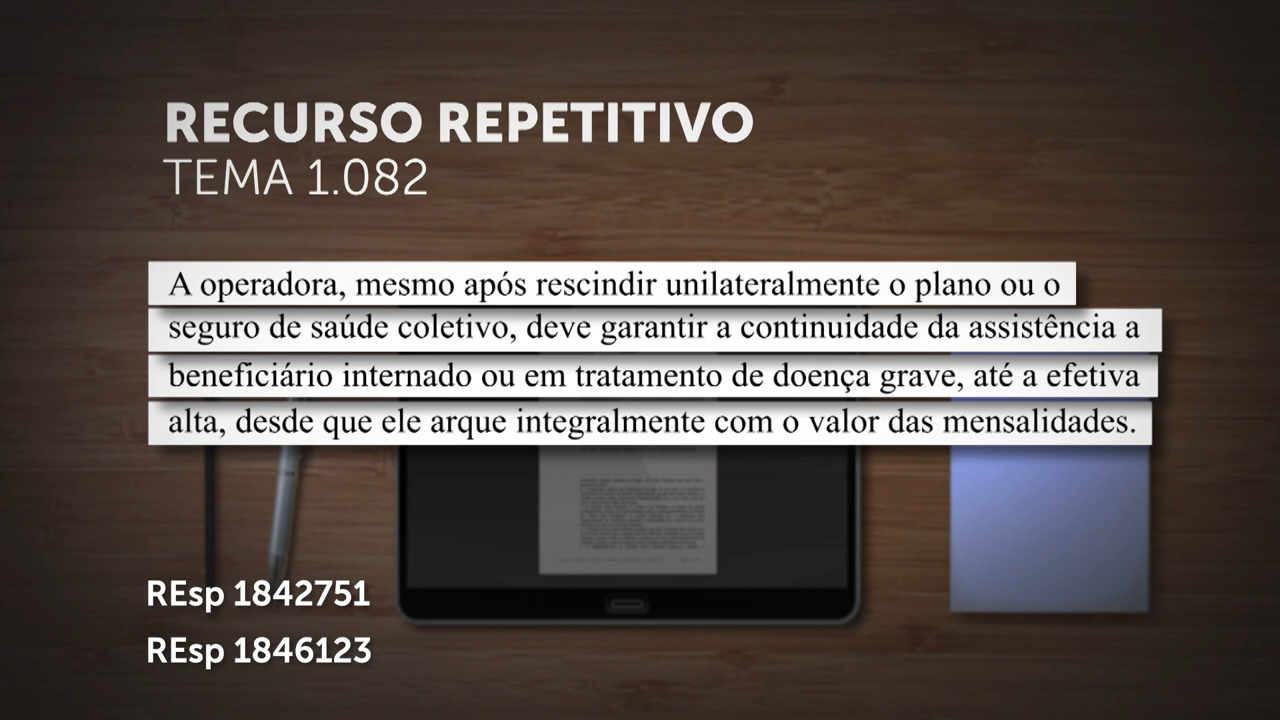 RECURSO REPETITIVO
TEMA 1.082
A operadora, mesmo após rescindir unilateralmente o plano ou o
seguro de saúde coletivo, deve garantir a continuidade da assistência a
beneficiário internado ou em tratamento de doença grave, até a efetiva
alta, desde que ele arque integralmente com o valor das mensalidades.
REsp 1842751
REsp 1846123